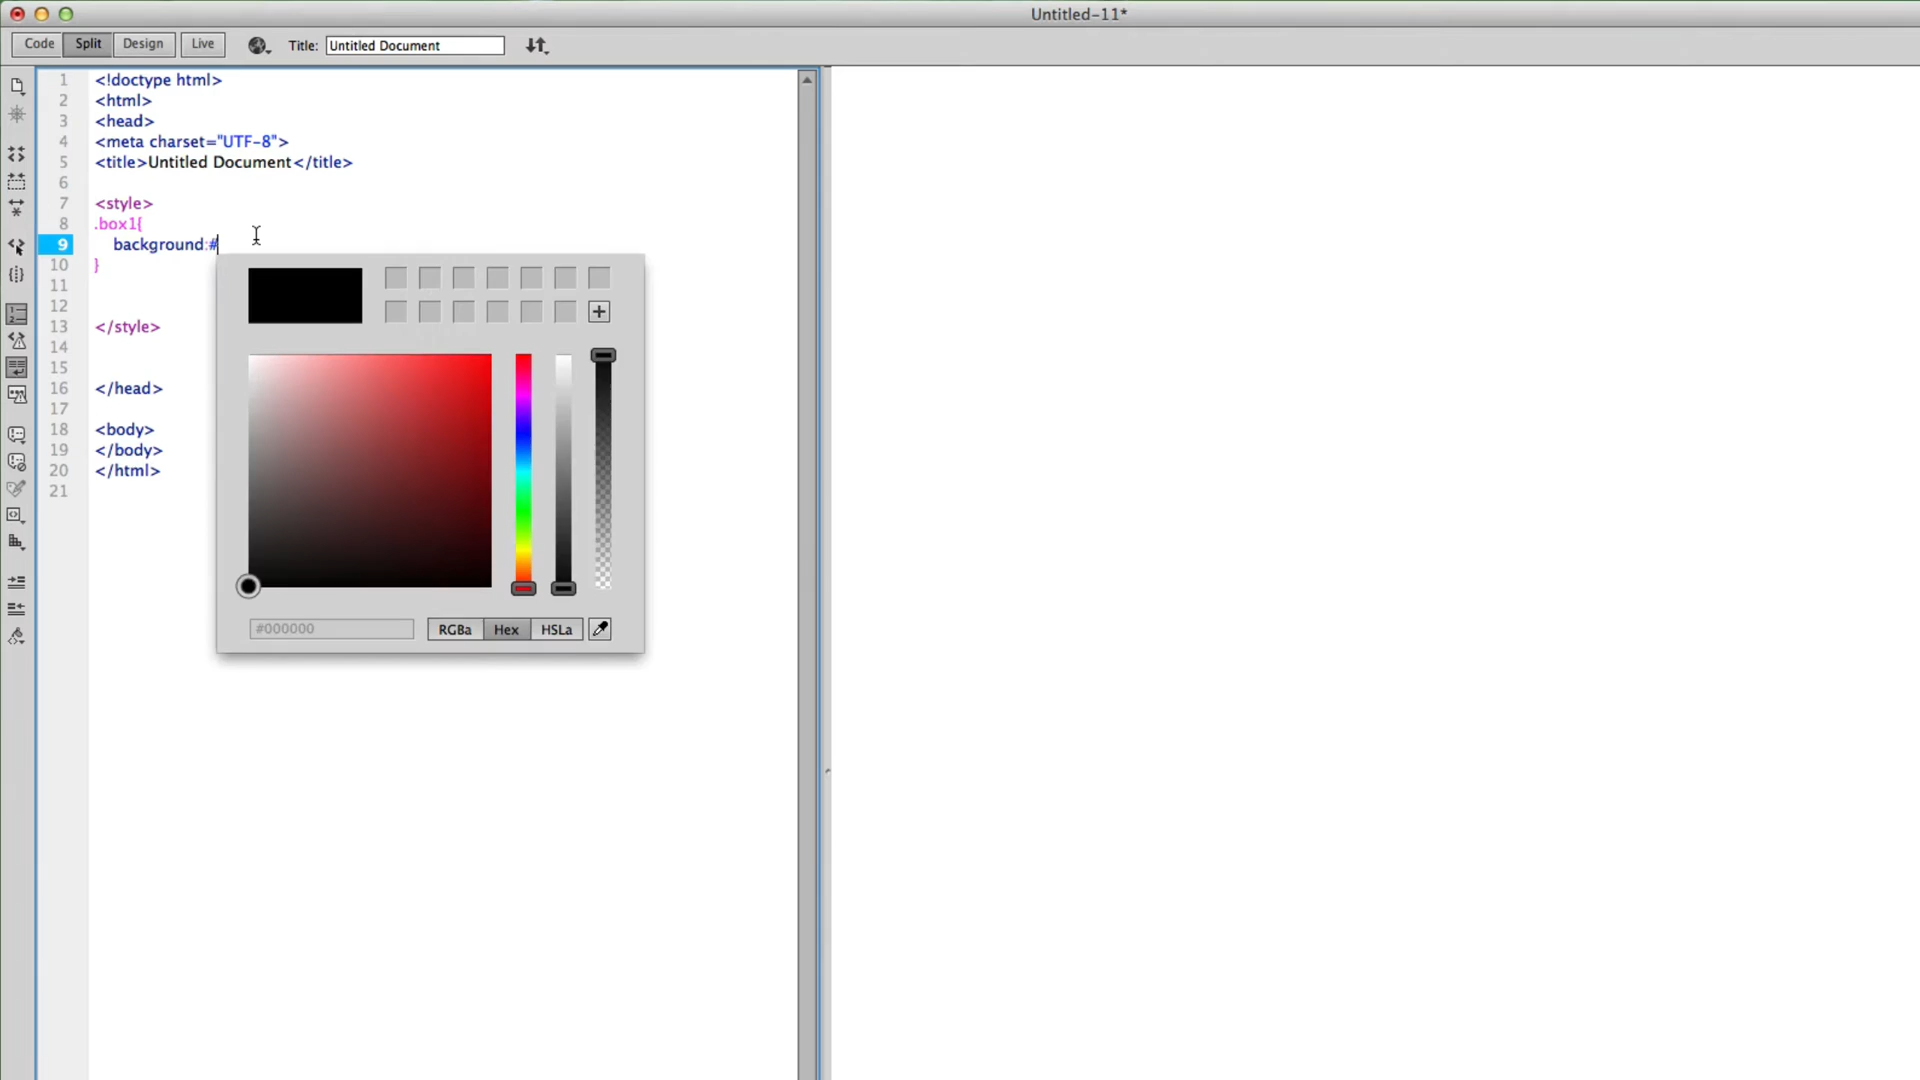 Untitled-11*
Code Split Design Live Title: Untitled Document
1 <!doctype html>
2 <html>
3 <head>
4 <meta charset="UTF-8">
5 <title>Untitled Document</title>
6
7 <style>
8 .box1{
9 background:#
10 }
11
12
13 </style>
14
15
16 </head>
17
18 <body>
19 </body>
20 </html>
21
#000000 RGBa Hex HSLa